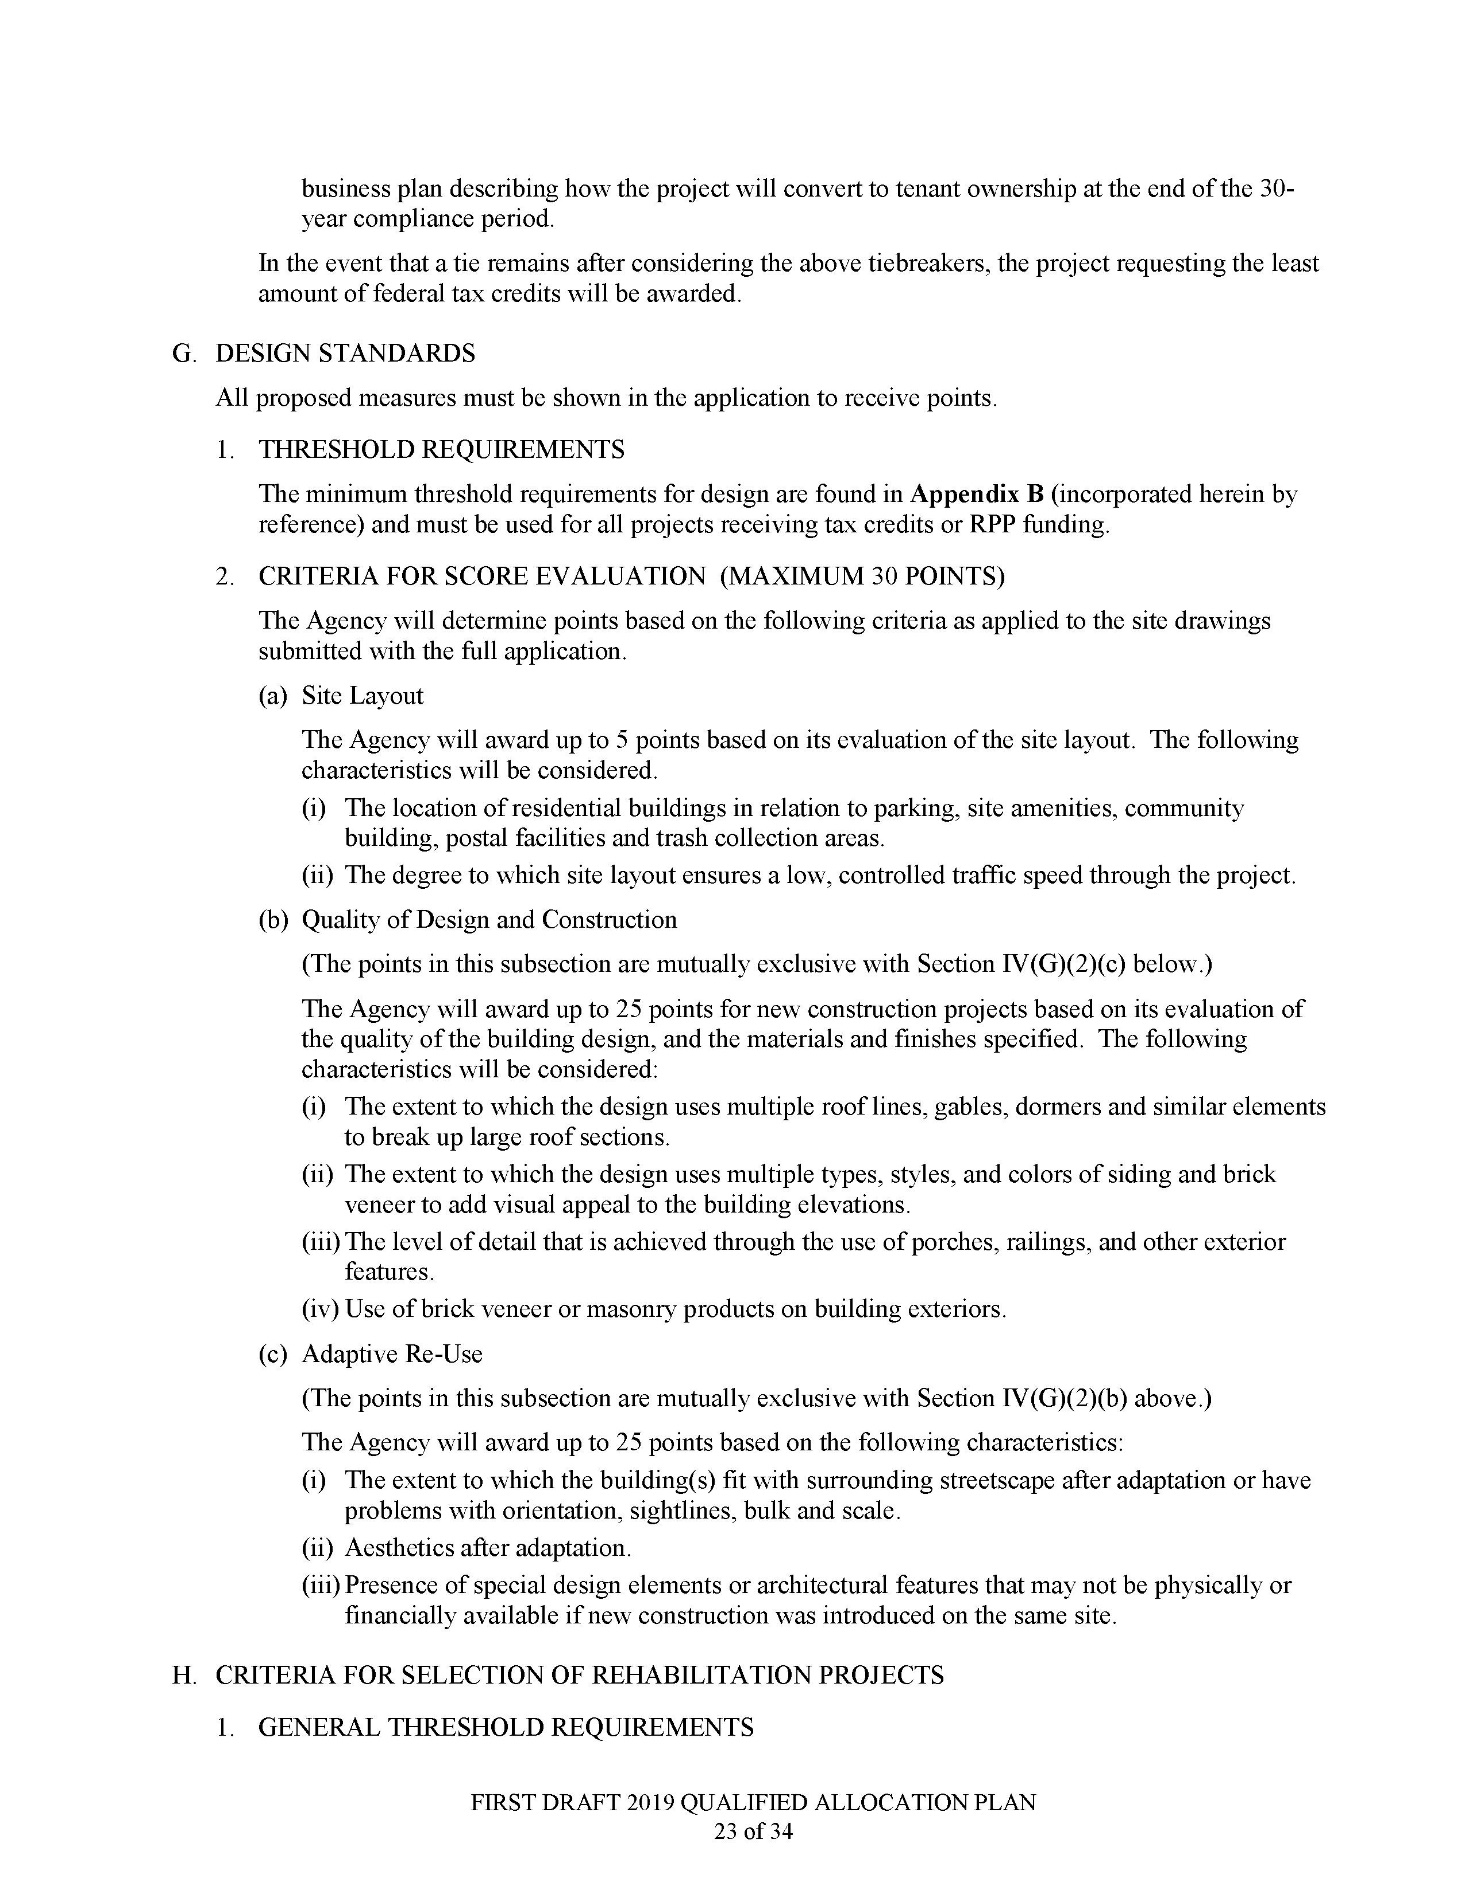 business plan describing how the project will convert to tenant ownership at the end of the 30-
year compliance period.
In the event that a tie remains after considering the above tiebreakers, the project requesting the least
amount of federal tax credits will be awarded.
G. DESIGN STANDARDS
All proposed measures must be shown in the application to receive points.
1. THRESHOLD REQUIREMENTS
The minimum threshold requirements for design are found in Appendix B (incorporated herein by
reference) and must be used for all projects receiving tax credits or RPP funding.
2. CRITERIA FOR SCORE EVALUATION (MAXIMUM 30 POINTS)
The Agency will determine points based on the following criteria as applied to the site drawings
submitted with the full application.
(a) Site Layout
The Agency will award up to 5 points based on its evaluation of the site layout. The following
characteristics will be considered.
(i) The location of residential buildings in relation to parking, site amenities, community
building, postal facilities and trash collection areas.
(ii) The degree to which site layout ensures a low, controlled traffic speed through the project.
(b) Quality of Design and Construction
(The points in this subsection are mutually exclusive with Section IV(G)(2)(c) below.)
The Agency will award up to 25 points for new construction projects based on its evaluation of
the quality of the building design, and the materials and finishes specified. The following
characteristics will be considered:
(i) The extent to which the design uses multiple roof lines, gables, dormers and similar elements
to break up large roof sections.
(ii) The extent to which the design uses multiple types, styles, and colors of siding and brick
veneer to add visual appeal to the building elevations.
(iii) The level of detail that is achieved through the use of porches, railings, and other exterior
features.
(iv) Use of brick veneer or masonry products on building exteriors.
(c) Adaptive Re-Use
(The points in this subsection are mutually exclusive with Section IV(G)(2)(b) above.)
The Agency will award up to 25 points based on the following characteristics:
(i) The extent to which the building(s) fit with surrounding streetscape after adaptation or have
problems with orientation, sightlines, bulk and scale.
(ii) Aesthetics after adaptation.
(iii) Presence of special design elements or architectural features that may not be physically or
financially available if new construction was introduced on the same site.
H. CRITERIA FOR SELECTION OF REHABILITATION PROJECTS
1. GENERAL THRESHOLD REQUIREMENTS
FIRST DRAFT 2019 QUALIFIED ALLOCATION PLAN
23 of 34